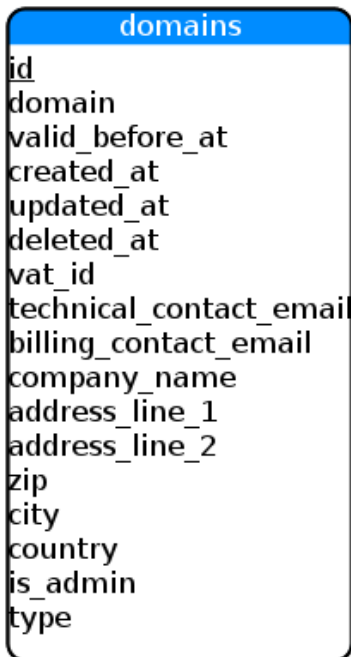 domains
id
domain
valid_before_at
created_at
updated_at
deleted_at
vat_id
technical_contact_email
billing_contact_email
company_name
address_line_1
address_line_2
zip
city
country
is_admin
type